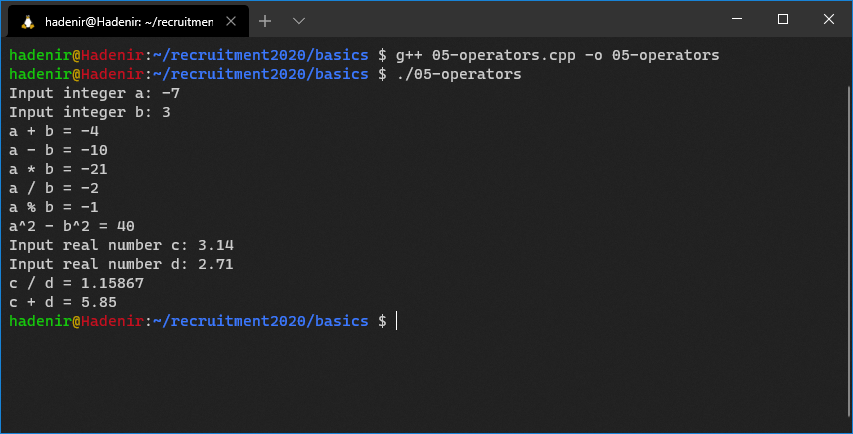 hadenir@Hadenir: ~/recruitmen
hadenir@Hadenir:~/recruitment2020/basics $ g++ 05-operators.cpp -o 05-operators
hadenir@Hadenir:~/recruitment2020/basics $ ./05-operators
Input integer a: -7
Input integer b: 3
a + b = -4
a - b = -10
a * b = -21
a / b = -2
a % b = -1
a^2 - b^2 = 40
Input real number c: 3.14
Input real number d: 2.71
c / d = 1.15867
c + d = 5.85
hadenir@Hadenir:~/recruitment2020/basics $